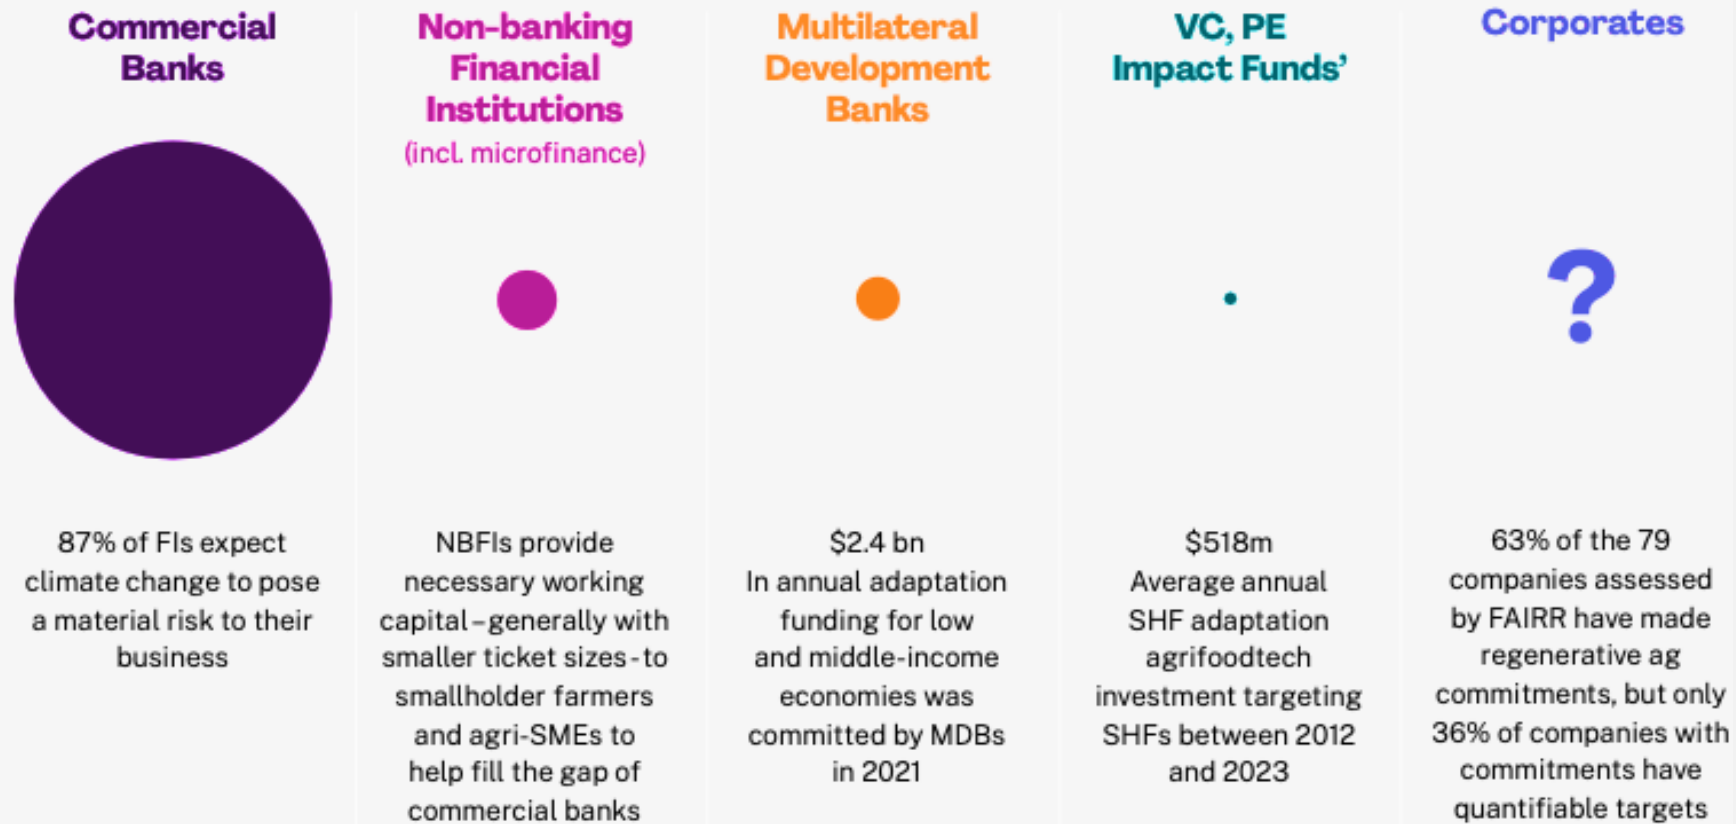 Commercial
Banks
87% of FIs expect
climate change to pose
a material risk to their
business
Non-banking
Financial
Institutions
(incl. microfinance)
NBFIs provide
necessary working
capital – generally with
smaller ticket sizes - to
smallholder farmers
and agri-SMEs to
help fill the gap of
commercial banks
Multilateral
Development
Banks
$2.4 bn
In annual adaptation
funding for low
and middle-income
economies was
committed by MDBs
in 2021
VC, PE
Impact Funds’
$518m
Average annual
SHF adaptation
agrifoodtech
investment targeting
SHFs between 2012
and 2023
Corporates
?
63% of the 79
companies assessed
by FAIRR have made
regenerative ag
commitments, but only
36% of companies with
commitments have
quantifiable targets